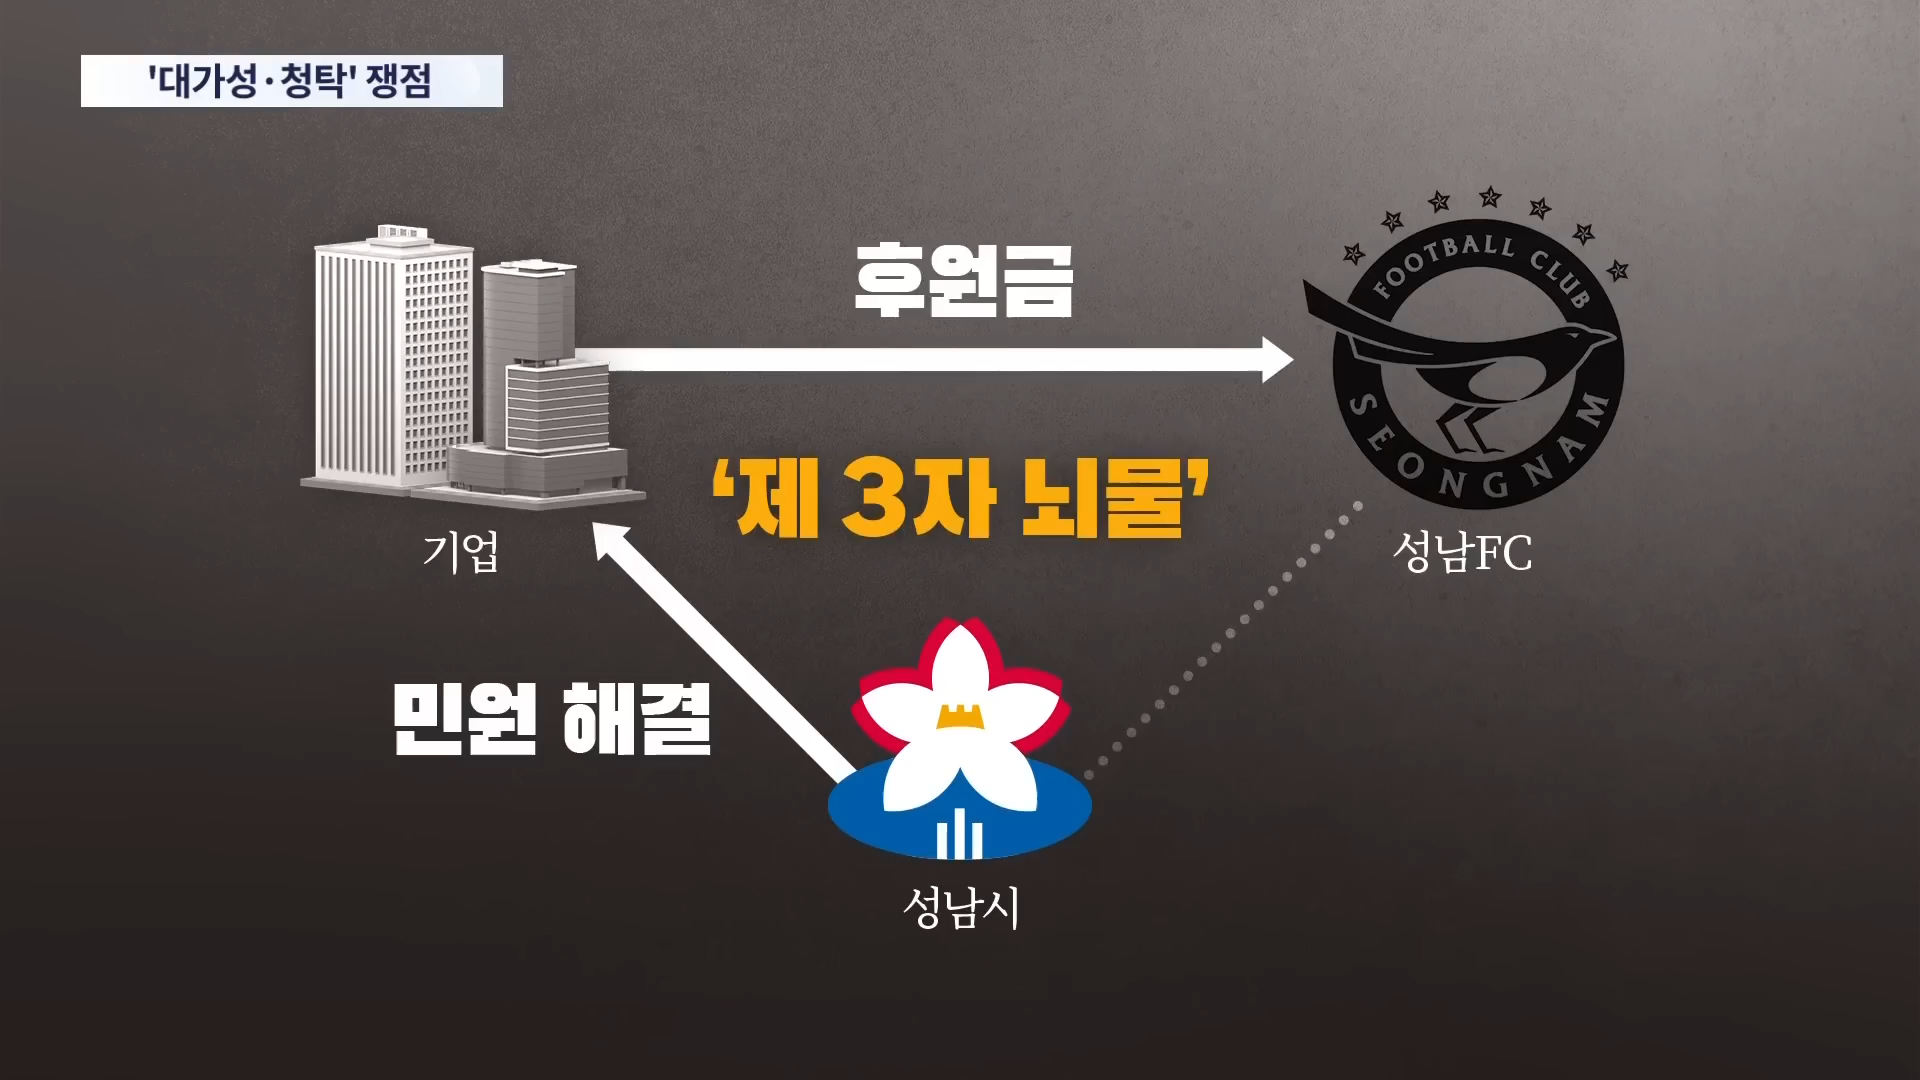 '대가성·청탁' 쟁점
후원금
FOOTBALL CLUB
SEONGNAM
‘제 3자 뇌물’
기업
성남FC
민원 해결
성남시